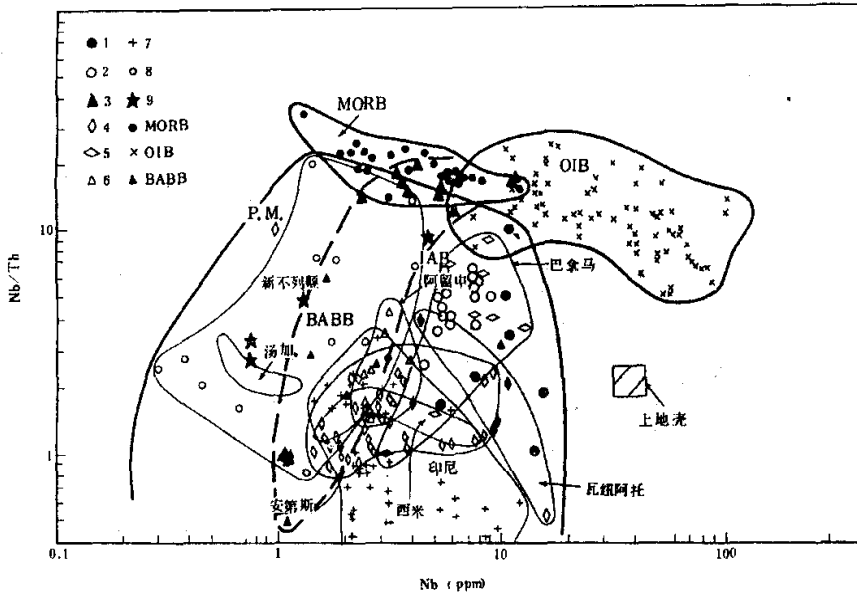 1 7
2 8
3 9
4 MORB
5 OIB
6 BABB
MORB
OIB
P.M.
AB
巴拿马
阿留申
新不列颠
BABB
汤加
上地壳
印尼
瓦纽阿托
西米
安第斯
Nb/Th
10
1
0.1 1 10 100
Nb (ppm)